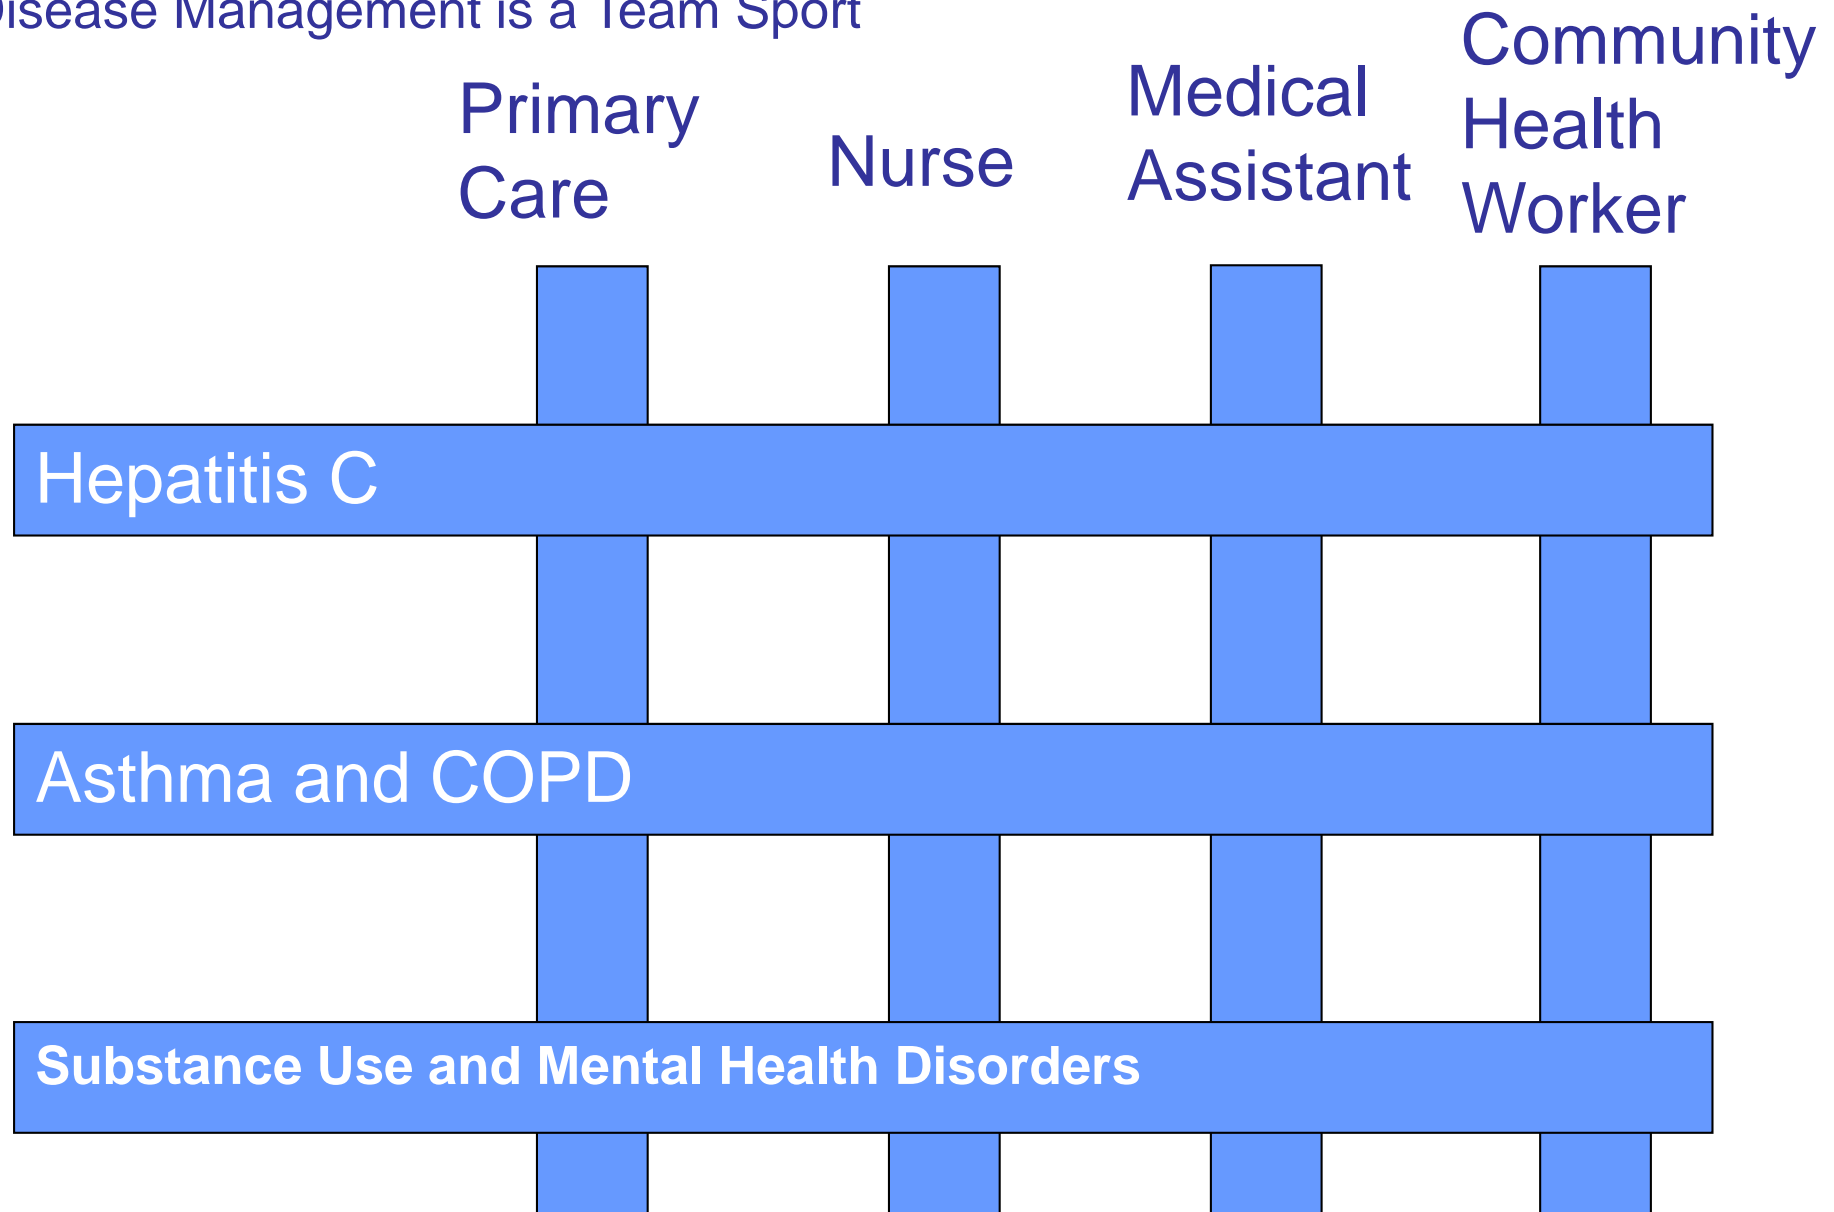 Disease Management is a Team Sport
Primary
Care
Nurse
Medical
Assistant
Community
Health
Worker
Hepatitis C
Asthma and COPD
Substance Use and Mental Health Disorders